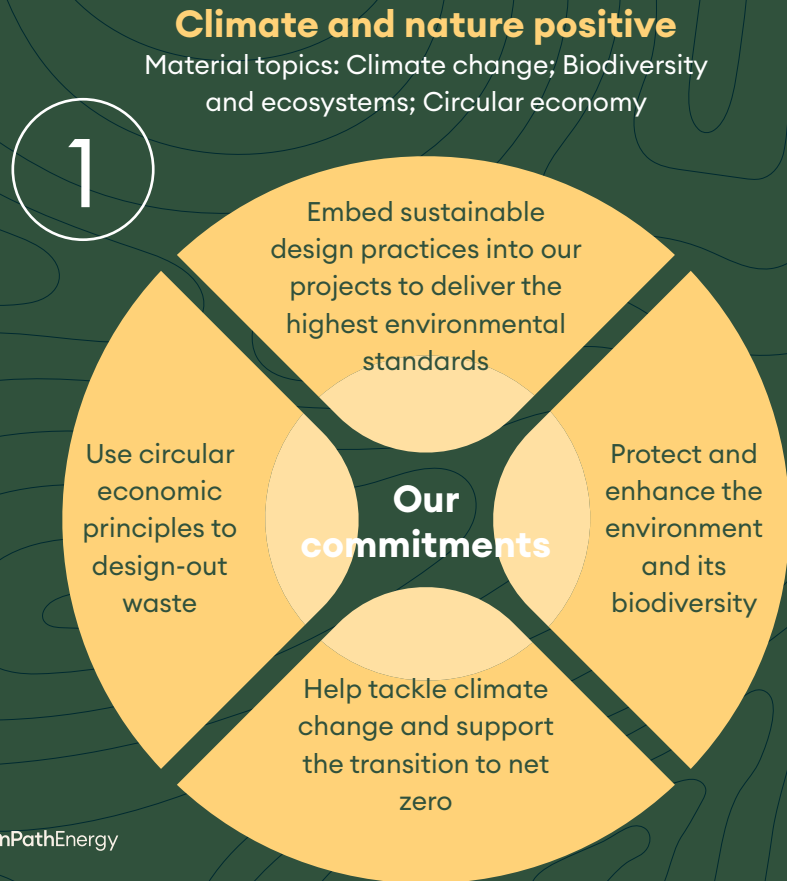 Climate and nature positive
Material topics: Climate change; Biodiversity
and ecosystems; Circular economy
1
Embed sustainable
design practices into our
projects to deliver the
highest environmental
standards
Use circular
economic
principles to
design-out
waste
Our
commitments
Protect and
enhance the
environment
and its
biodiversity
Help tackle climate
change and support
the transition to net
zero
nPathEnergy